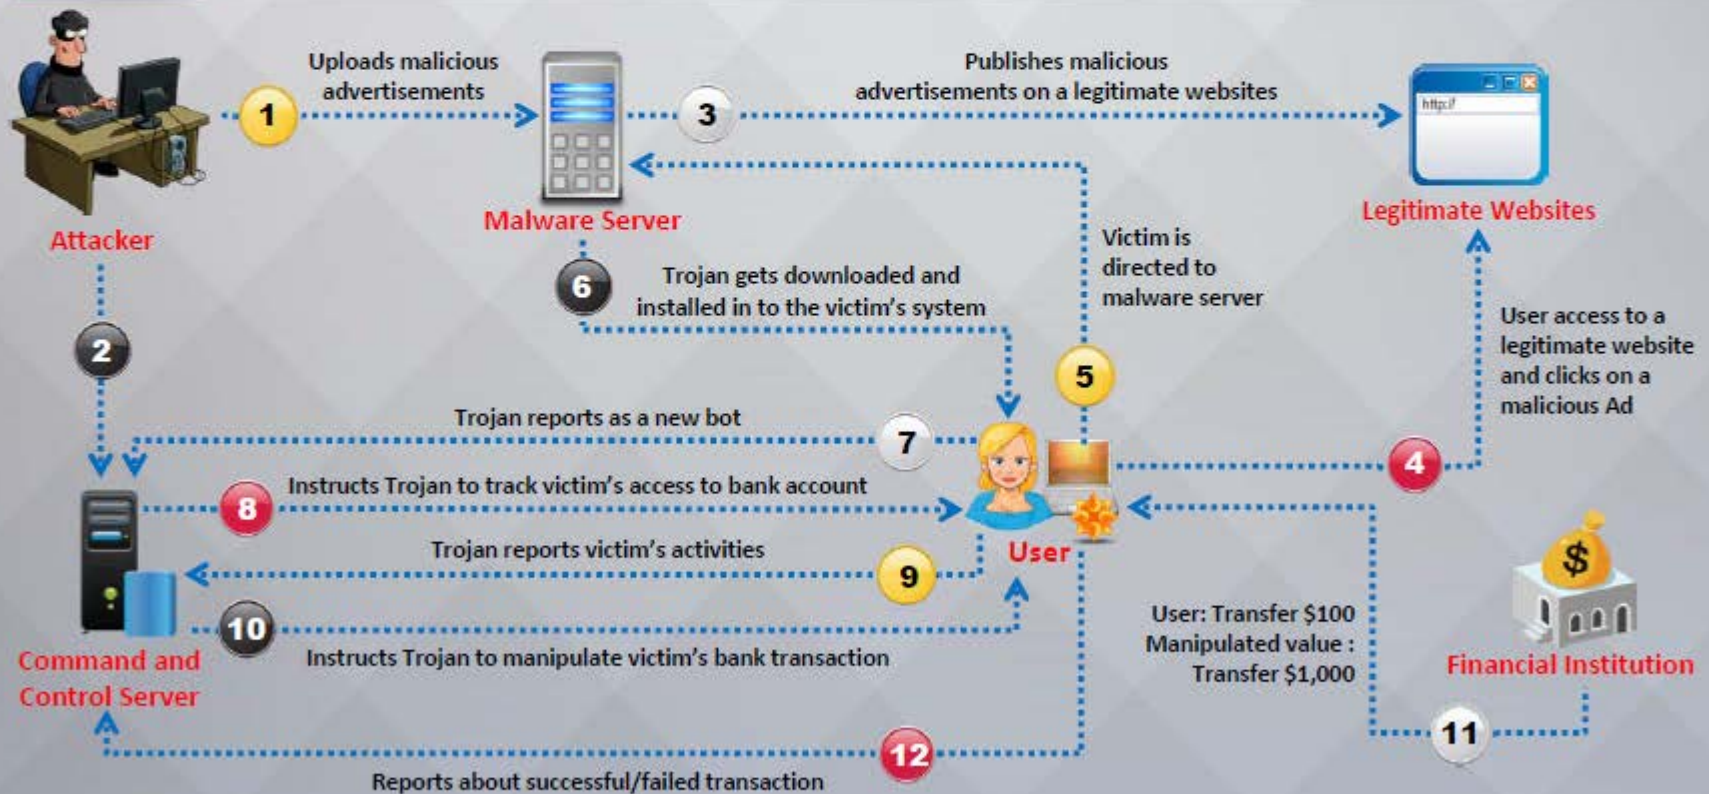 Uploads malicious
advertisements
1
3
Publishes malicious
advertisements on a legitimate websites
http://
Attacker
Malware Server
Legitimate Websites
2
6
Trojan gets downloaded and
installed in to the victim's system
Victim is
directed to
malware server
5
User access to a
legitimate website
and clicks on a
malicious Ad
4
Trojan reports as a new bot
7
8
Instructs Trojan to track victim's access to bank account
Trojan reports victim's activities
9
User
10
Instructs Trojan to manipulate victim's bank transaction
Command and
Control Server
User: Transfer $100
Manipulated value :
Transfer $1,000
$
Financial Institution
11
12
Reports about successful/failed transaction